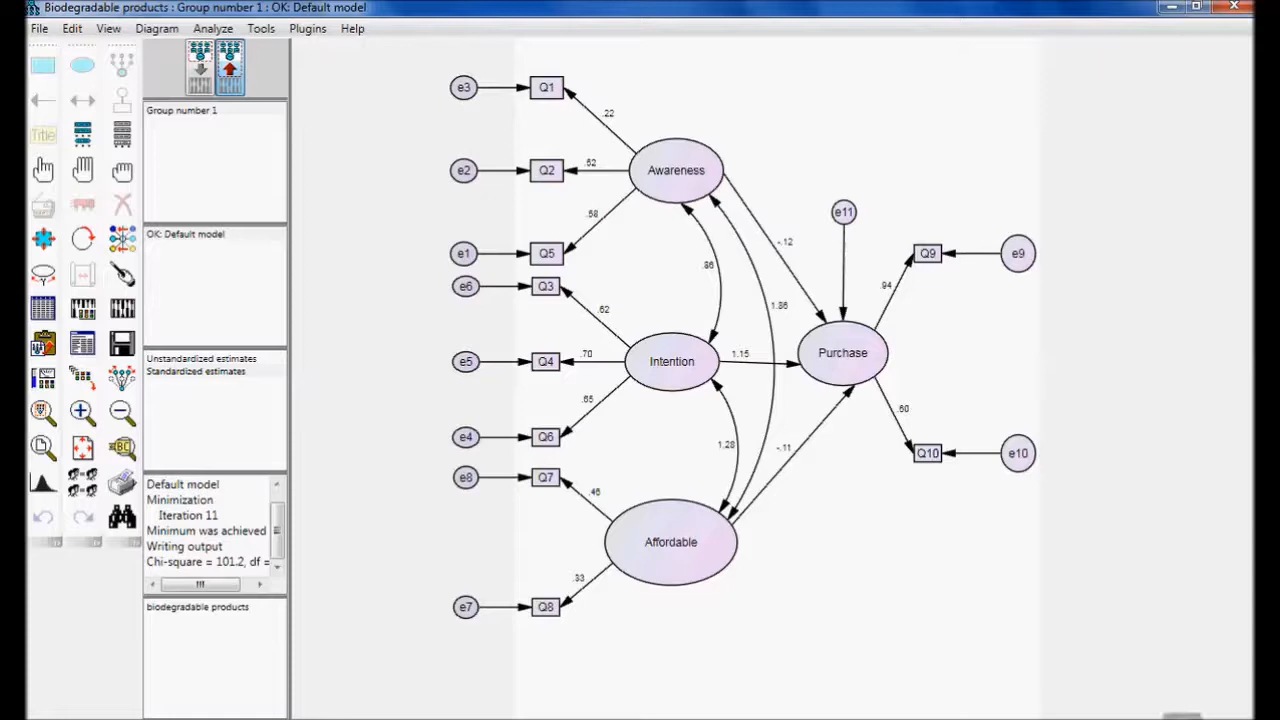 Biodegradable products : Group number 1 : OK: Default model
File Edit View Diagram Analyze Tools Plugins Help
Title
Group number 1
OK: Default model
Unstandardized estimates
Standardized estimates
Default model
Minimization
Iteration 11
Minimum was achieved
Writing output
Chi-square = 101.2, df =
biodegradable products
e3 Q1
.22
e2 Q2 .52 Awareness
.58
e1 Q5
e6 Q3
.62
e5 Q4 .70 Intention
.65
e4 Q6
e8 Q7
.46
Affordable
.33
e7 Q8
.86
1.86
1.28
-.12
1.15
-.11
e11
Purchase
.94
Q9 e9
.60
Q10 e10